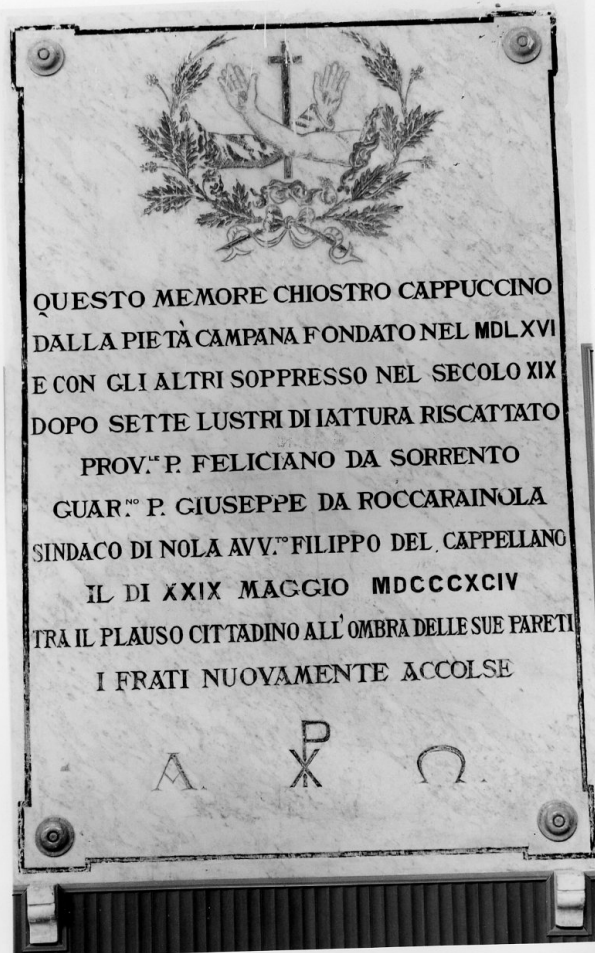 QUESTO MEMORE CHIOSTRO CAPPUCCINO
DALLA PIETÀ CAMPANA FONDATO NEL MDLXVI
E CON GLI ALTRI SOPPRESSO NEL SECOLO XIX
DOPO SETTE LUSTRI DI IATTURA RISCATTATO
PROV.LE P. FELICIANO DA SORRENTO
GUAR.NO P. GIUSEPPE DA ROCCARAINOLA
SINDACO DI NOLA AVV.TO FILIPPO DEL CAPPELLANO
IL DI XXIX MAGGIO MDCCCXCIV
TRA IL PLAUSO CITTADINO ALL'OMBRA DELLE SUE PARETI
I FRATI NUOVAMENTE ACCOLSE
A. ☧ Ω.